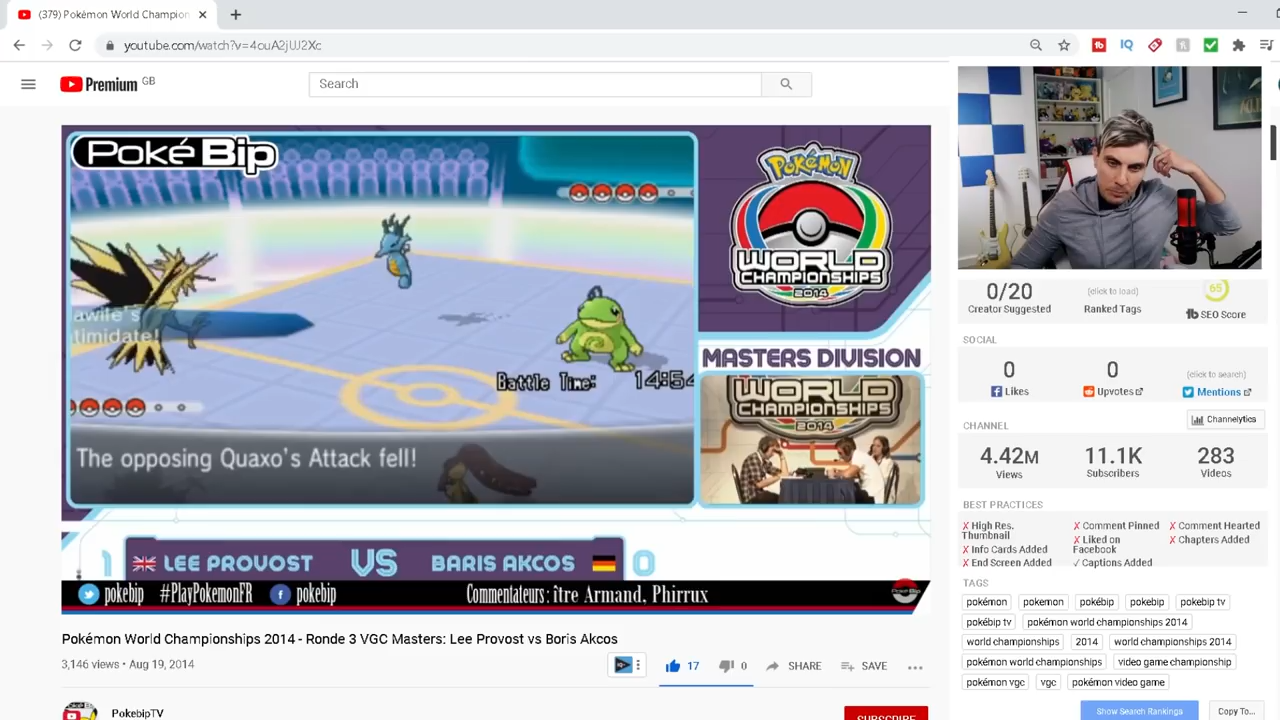 (379) Pokémon World Champion
youtube.com/watch?v=4ouA2jUJ2Xc
Premium GB
Search
Poké Bip
Pokémon
WORLD
CHAMPIONSHIPS
2014
awile's
timidate!
Battle Time: 14:54
The opposing Quaxo's Attack fell!
MASTERS DIVISION
WORLD
CHAMPIONSHIPS
2014
1 LEE PROVOST VS BARIS AKCOS 0
pokebip #PlayPokemonFR pokebip Commentateurs: ître Armand, Phirrux
Pokémon World Championships 2014 - Ronde 3 VGC Masters: Lee Provost vs Boris Akcos
3,146 views • Aug 19, 2014
17 0 SHARE SAVE
PokebipTV
SUBSCRIBE
0/20 (click to load) 65
Creator Suggested Ranked Tags tb SEO Score
SOCIAL
0 0 (click to search)
Likes Upvotes Mentions
CHANNEL Channelytics
4.42M 11.1K 283
Views Subscribers Videos
BEST PRACTICES
X High Res. Thumbnail X Comment Pinned X Comment Hearted
X Info Cards Added X Liked on Facebook X Chapters Added
X End Screen Added ✓ Captions Added
TAGS
pokémon pokemon pokébip pokebip pokebip tv
pokébip tv pokémon world championships 2014
world championships 2014 world championships 2014
pokémon world championships video game championship
pokémon vgc vgc pokémon video game
Show Search Rankings Copy To...